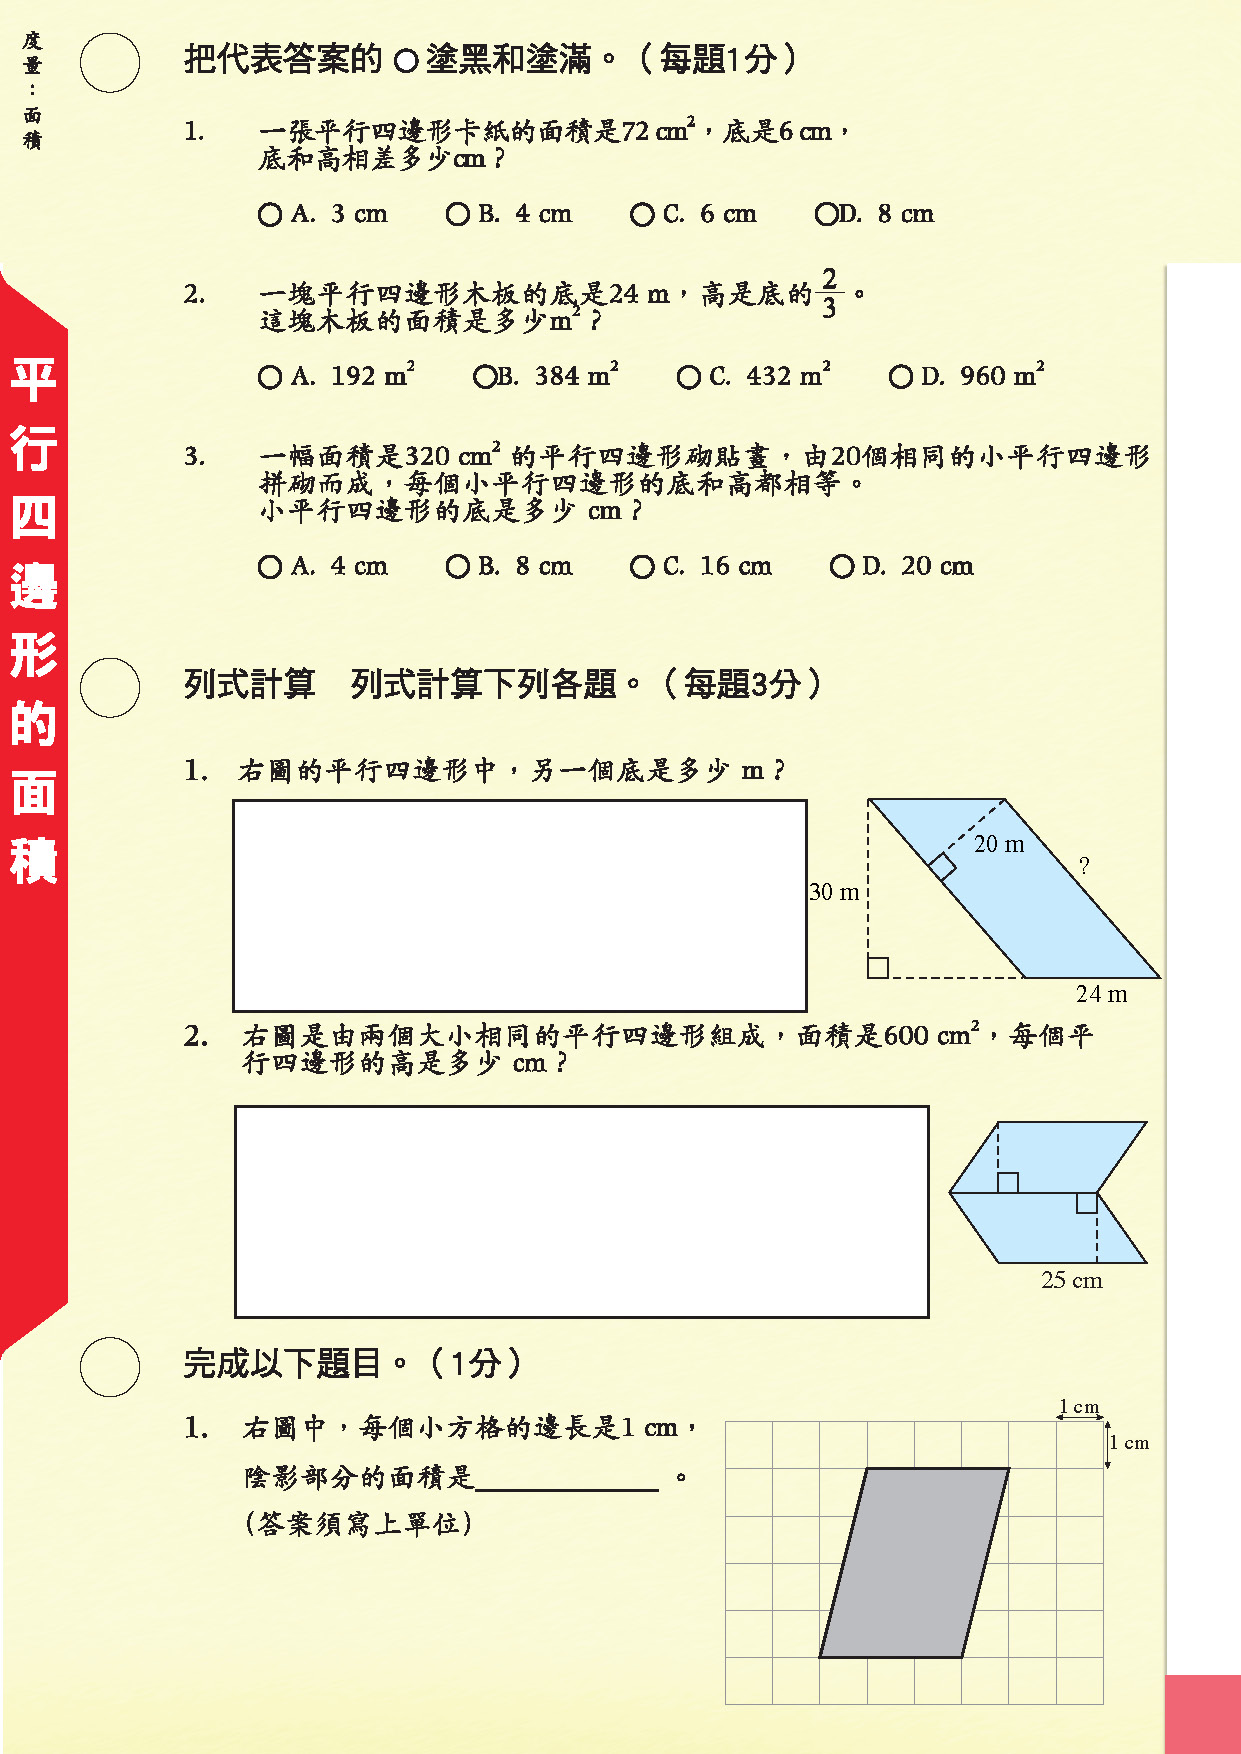 度量：面積
平行四邊形的面積
把代表答案的 ○ 塗黑和塗滿。（每題1分）
1. 一張平行四邊形卡紙的面積是72 cm²，底是6 cm，
底和高相差多少cm？
○ A. 3 cm ○ B. 4 cm ○ C. 6 cm ○ D. 8 cm
2. 一塊平行四邊形木板的底是24 m，高是底的 2/3 。
這塊木板的面積是多少m²？
○ A. 192 m² ○ B. 384 m² ○ C. 432 m² ○ D. 960 m²
3. 一幅面積是320 cm² 的平行四邊形砌貼畫，由20個相同的小平行四邊形
拼砌而成，每個小平行四邊形的底和高都相等。
小平行四邊形的底是多少 cm？
○ A. 4 cm ○ B. 8 cm ○ C. 16 cm ○ D. 20 cm
列式計算 列式計算下列各題。（每題3分）
1. 右圖的平行四邊形中，另一個底是多少 m？
20 m
?
30 m
24 m
2. 右圖是由兩個大小相同的平行四邊形組成，面積是600 cm²，每個平
行四邊形的高是多少 cm？
25 cm
完成以下題目。（1分）
1. 右圖中，每個小方格的邊長是1 cm，
陰影部分的面積是____________。
（答案須寫上單位）
1 cm
1 cm